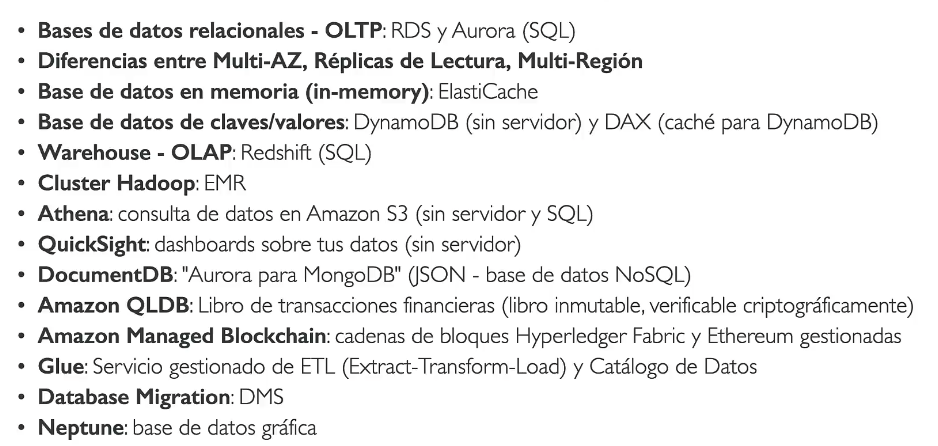 • Bases de datos relacionales - OLTP: RDS y Aurora (SQL)
• Diferencias entre Multi-AZ, Réplicas de Lectura, Multi-Región
• Base de datos en memoria (in-memory): ElastiCache
• Base de datos de claves/valores: DynamoDB (sin servidor) y DAX (caché para DynamoDB)
• Warehouse - OLAP: Redshift (SQL)
• Cluster Hadoop: EMR
• Athena: consulta de datos en Amazon S3 (sin servidor y SQL)
• QuickSight: dashboards sobre tus datos (sin servidor)
• DocumentDB: "Aurora para MongoDB" (JSON - base de datos NoSQL)
• Amazon QLDB: Libro de transacciones financieras (libro inmutable, verificable criptográficamente)
• Amazon Managed Blockchain: cadenas de bloques Hyperledger Fabric y Ethereum gestionadas
• Glue: Servicio gestionado de ETL (Extract-Transform-Load) y Catálogo de Datos
• Database Migration: DMS
• Neptune: base de datos gráfica